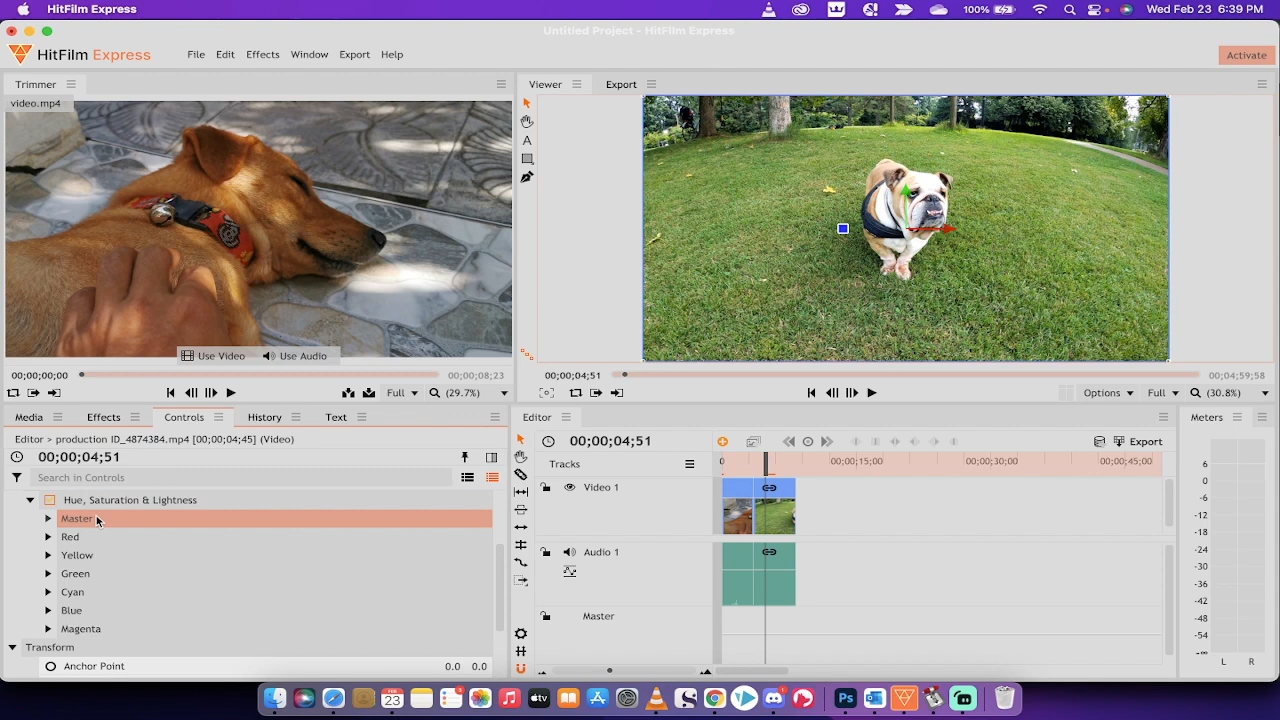 HitFilm Express
100%
Wed Feb 23 6:39 PM
Untitled Project - HitFilm Express
HitFilm Express
File Edit Effects Window Export Help
Activate
Trimmer
Viewer
Export
video.mp4
A
Use Video
Use Audio
00;00;00;00
00;00;08;23
00;00;04;51
00;04;59;58
Full
(29.7%)
Options
Full
(30.8%)
Media
Effects
Controls
History
Text
Editor
Meters
Editor > production ID_4874384.mp4 [00;00;04;45] (Video)
00;00;04;51
00;00;04;51
Export
Search in Controls
Tracks
0
00;00;15;00
00;00;30;00
00;00;45;00
Hue, Saturation & Lightness
Master
Red
Yellow
Green
Cyan
Blue
Magenta
Transform
Anchor Point
0.0 0.0
Video 1
Audio 1
Master
6
0
-6
-12
-18
-24
-30
-36
-42
-48
-54
L R
23
tv
Ps